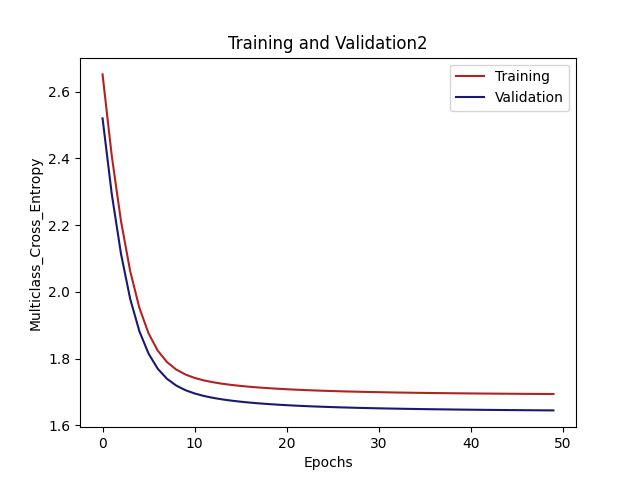 Training and Validation2
Training
Validation
Multiclass_Cross_Entropy
2.6
2.4
2.2
2.0
1.8
1.6
0 10 20 30 40 50
Epochs